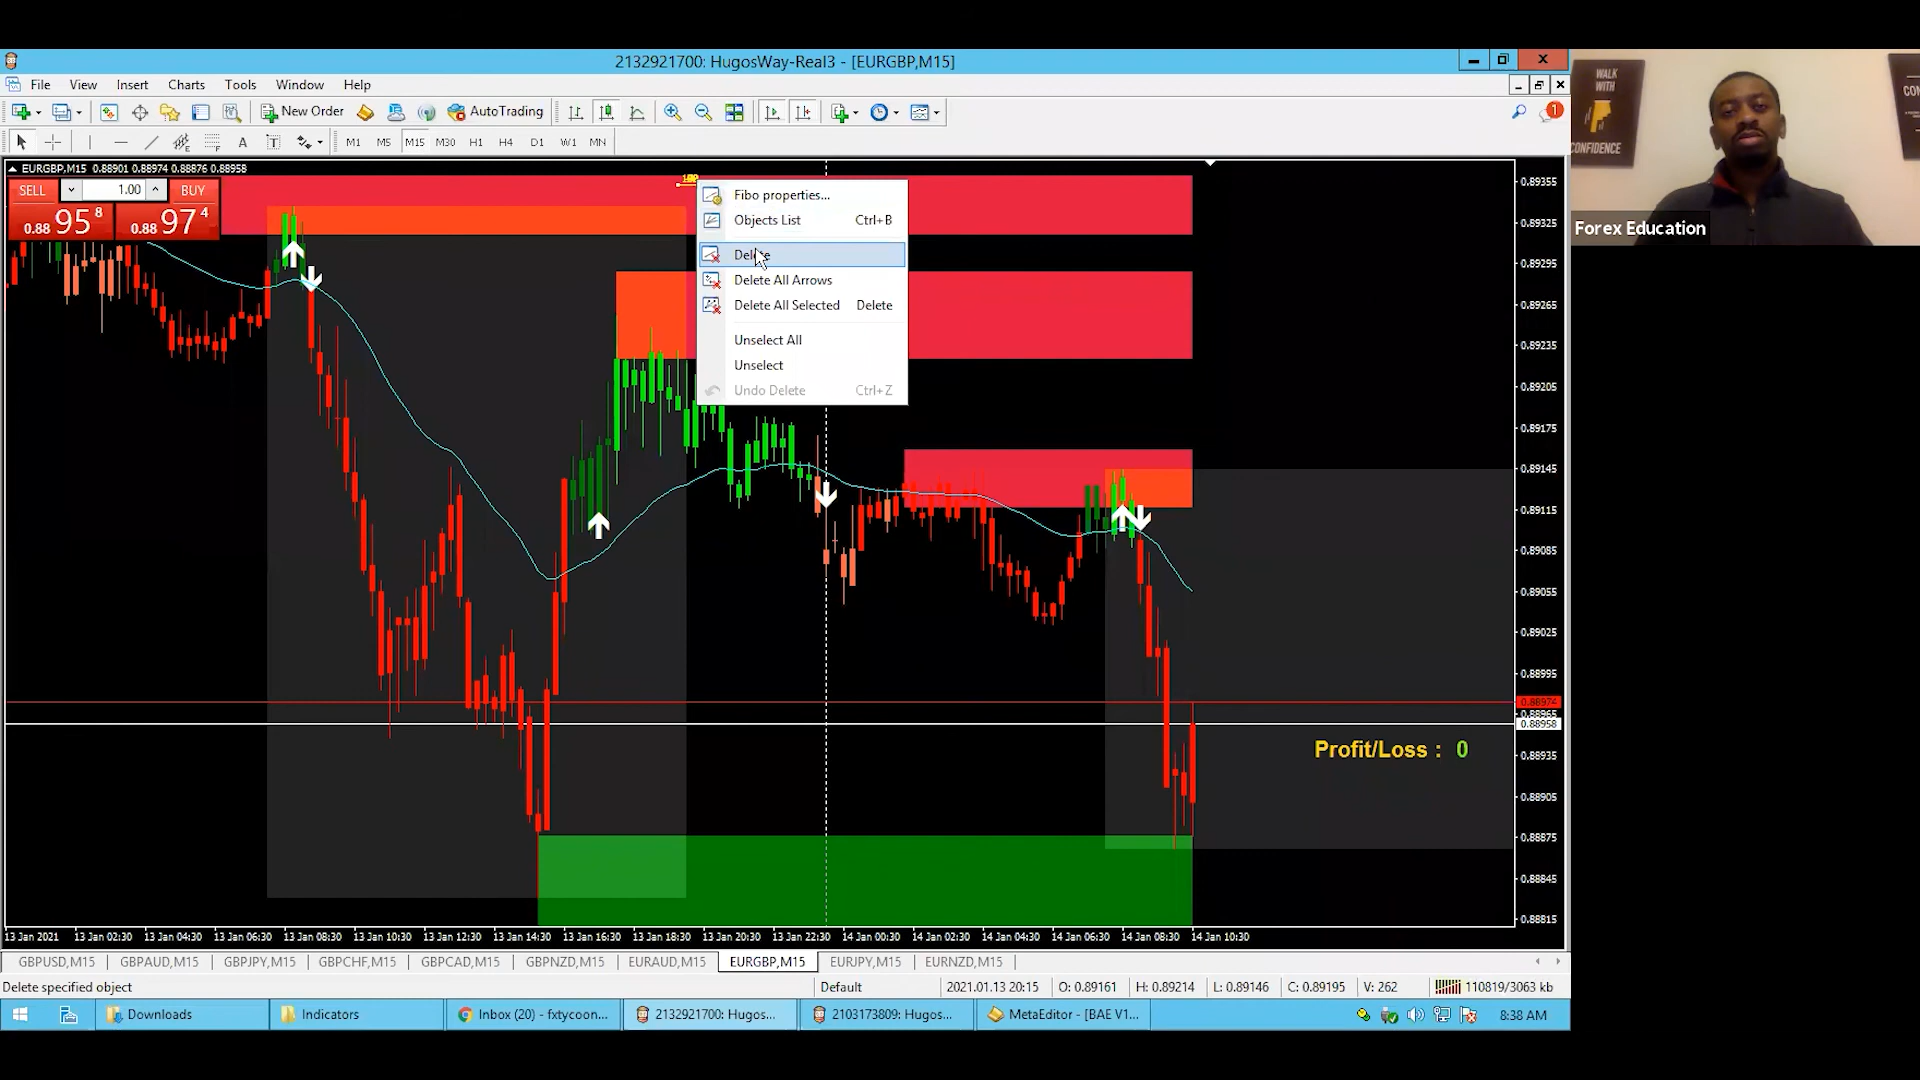 2132921700: HugosWay-Real3 - [EURGBP,M15]
File View Insert Charts Tools Window Help
New Order AutoTrading 1
A T M1 M5 M15 M30 H1 H4 D1 W1 MN
EURGBP,M15 0.88901 0.88974 0.88876 0.88958
SELL 1.00 BUY
0.88 95 8 0.88 97 4
Fibo properties...
Objects List Ctrl+B
Delete
Delete All Arrows
Delete All Selected Delete
Unselect All
Unselect
Undo Delete Ctrl+Z
0.89355
0.89325
0.89295
0.89265
0.89235
0.89205
0.89175
0.89145
0.89115
0.89085
0.89055
0.89025
0.88995
0.88974
0.88965
0.88958
0.88935
0.88905
0.88875
0.88845
0.88815
Profit/Loss : 0
13 Jan 2021 13 Jan 02:30 13 Jan 04:30 13 Jan 06:30 13 Jan 08:30 13 Jan 10:30 13 Jan 12:30 13 Jan 14:30 13 Jan 16:30 13 Jan 18:30 13 Jan 20:30 13 Jan 22:30 14 Jan 00:30 14 Jan 02:30 14 Jan 04:30 14 Jan 06:30 14 Jan 08:30 14 Jan 10:30
GBPUSD,M15 GBPAUD,M15 GBPJPY,M15 GBPCHF,M15 GBPCAD,M15 GBPNZD,M15 EURAUD,M15 EURGBP,M15 EURJPY,M15 EURNZD,M15
Delete specified object Default 2021.01.13 20:15 O: 0.89161 H: 0.89214 L: 0.89146 C: 0.89195 V: 262 110819/3063 kb
Downloads Indicators Inbox (20) - fxtycoon... 2132921700: Hugos... 2103173809: Hugos... MetaEditor - [BAE V1... 8:38 AM
WALK
WITH
CONFIDENCE
CON
Forex Education